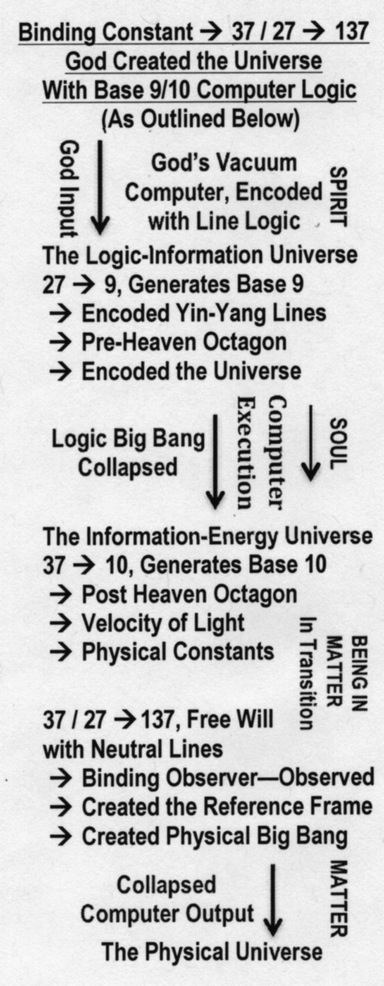 Binding Constant → 37 / 27 → 137
God Created the Universe
With Base 9/10 Computer Logic
(As Outlined Below)
God Input
God's Vacuum
Computer, Encoded
with Line Logic
SPIRIT
The Logic-Information Universe
27 → 9, Generates Base 9
→ Encoded Yin-Yang Lines
→ Pre-Heaven Octagon
→ Encoded the Universe
Logic Big Bang
Collapsed
Computer
Execution
SOUL
The Information-Energy Universe
37 → 10, Generates Base 10
→ Post Heaven Octagon
→ Velocity of Light
→ Physical Constants
BEING IN
MATTER
In Transition
37 / 27 → 137, Free Will
with Neutral Lines
→ Binding Observer—Observed
→ Created the Reference Frame
→ Created Physical Big Bang
Collapsed
Computer Output
MATTER
The Physical Universe